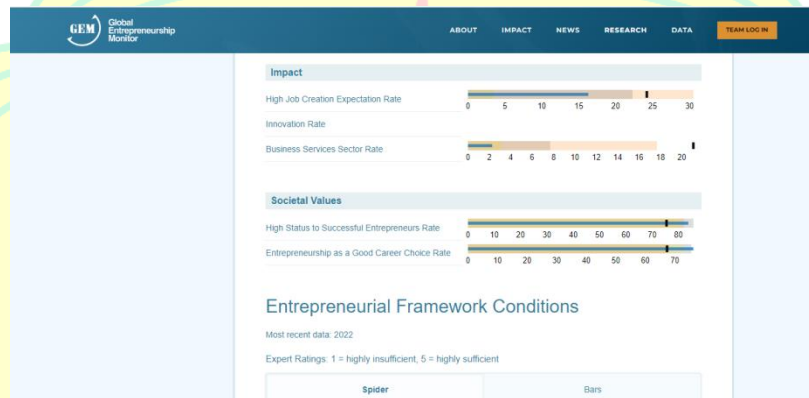 GEM Global Entrepreneurship Monitor
ABOUT IMPACT NEWS RESEARCH DATA TEAM LOG IN
Impact
High Job Creation Expectation Rate
0 5 10 15 20 25 30
Innovation Rate
Business Services Sector Rate
0 2 4 6 8 10 12 14 16 18 20
Societal Values
High Status to Successful Entrepreneurs Rate
0 10 20 30 40 50 60 70 80
Entrepreneurship as a Good Career Choice Rate
0 10 20 30 40 50 60 70
Entrepreneurial Framework Conditions
Most recent data: 2022
Expert Ratings: 1 = highly insufficient, 5 = highly sufficient
Spider Bars